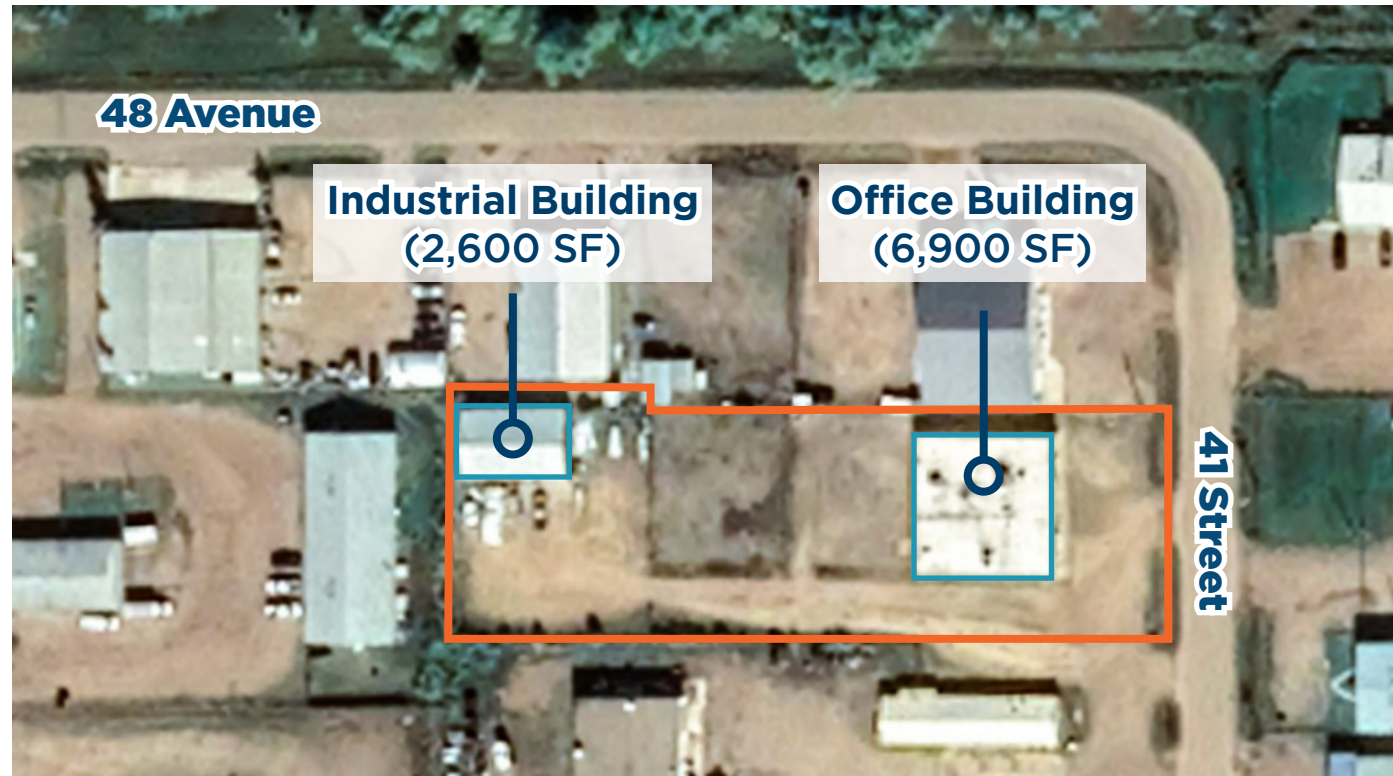 48 Avenue
Industrial Building
(2,600 SF)
Office Building
(6,900 SF)
41 Street